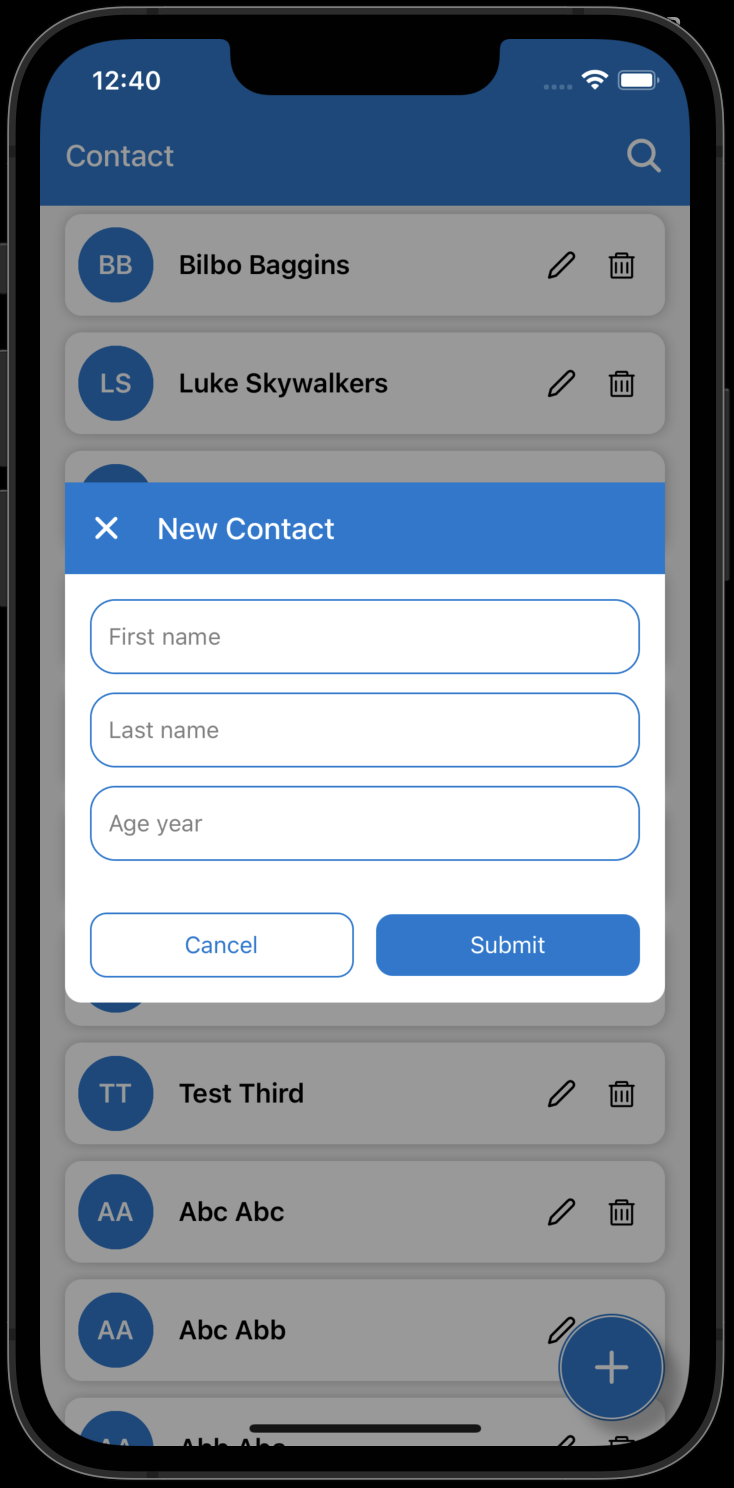 12:40
Contact
BB Bilbo Baggins
LS Luke Skywalkers
New Contact
First name
Last name
Age year
Cancel Submit
TT Test Third
AA Abc Abc
AA Abc Abb